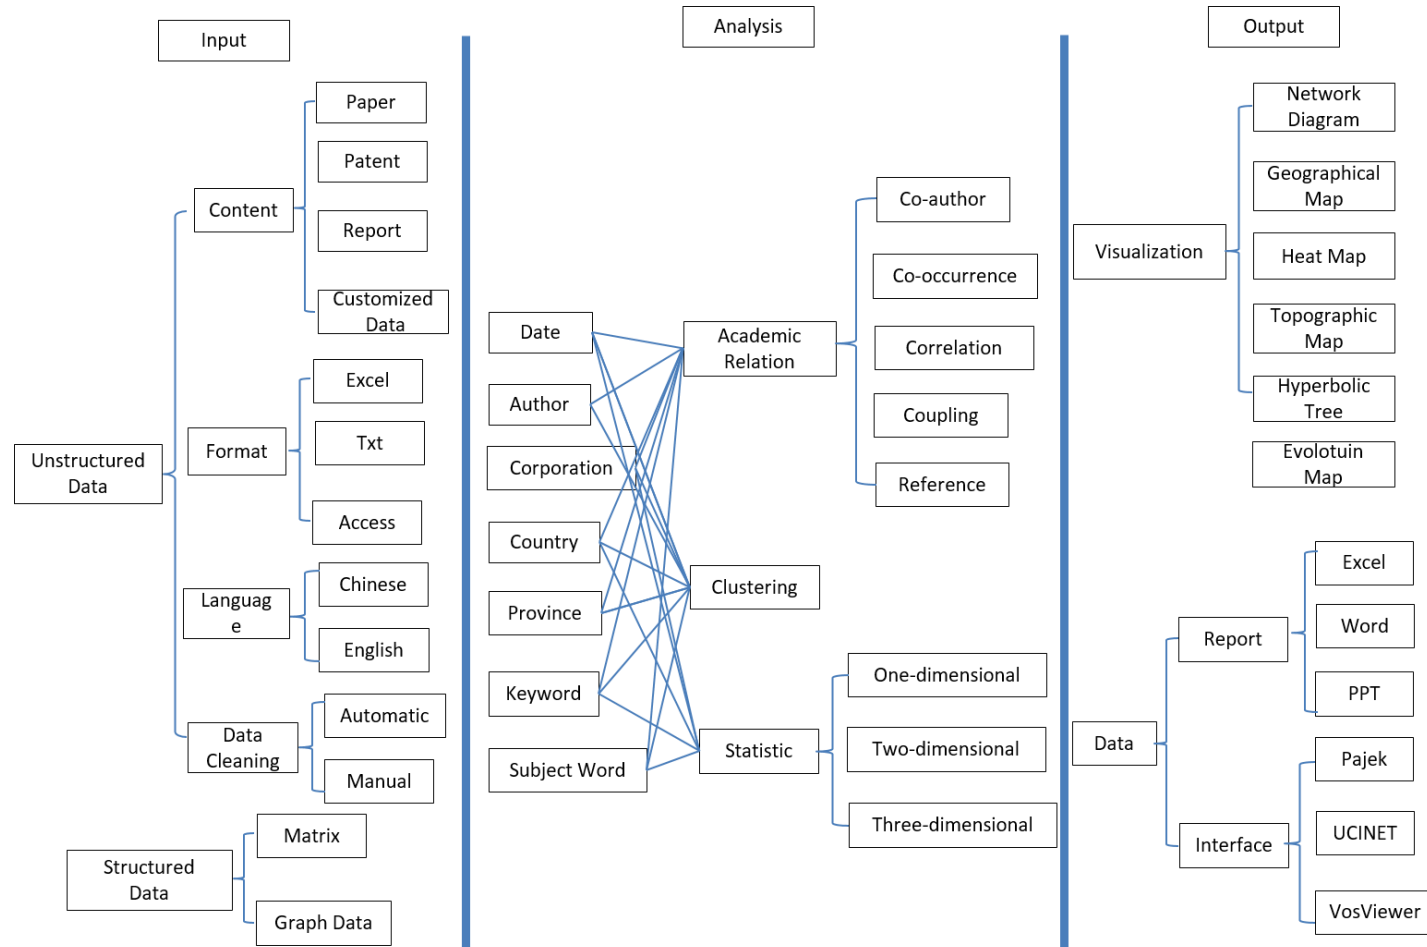 Input
Analysis
Output
Paper
Patent
Content
Report
Customized
Data
Excel
Format
Txt
Access
Unstructured
Data
Chinese
Languag
e
English
Automatic
Data
Cleaning
Manual
Matrix
Structured
Data
Graph Data
Date
Author
Corporation
Country
Province
Keyword
Subject Word
Academic
Relation
Co-author
Co-occurrence
Correlation
Coupling
Reference
Clustering
Statistic
One-dimensional
Two-dimensional
Three-dimensional
Visualization
Network
Diagram
Geographical
Map
Heat Map
Topographic
Map
Hyperbolic
Tree
Evolotuin
Map
Data
Report
Excel
Word
PPT
Interface
Pajek
UCINET
VosViewer